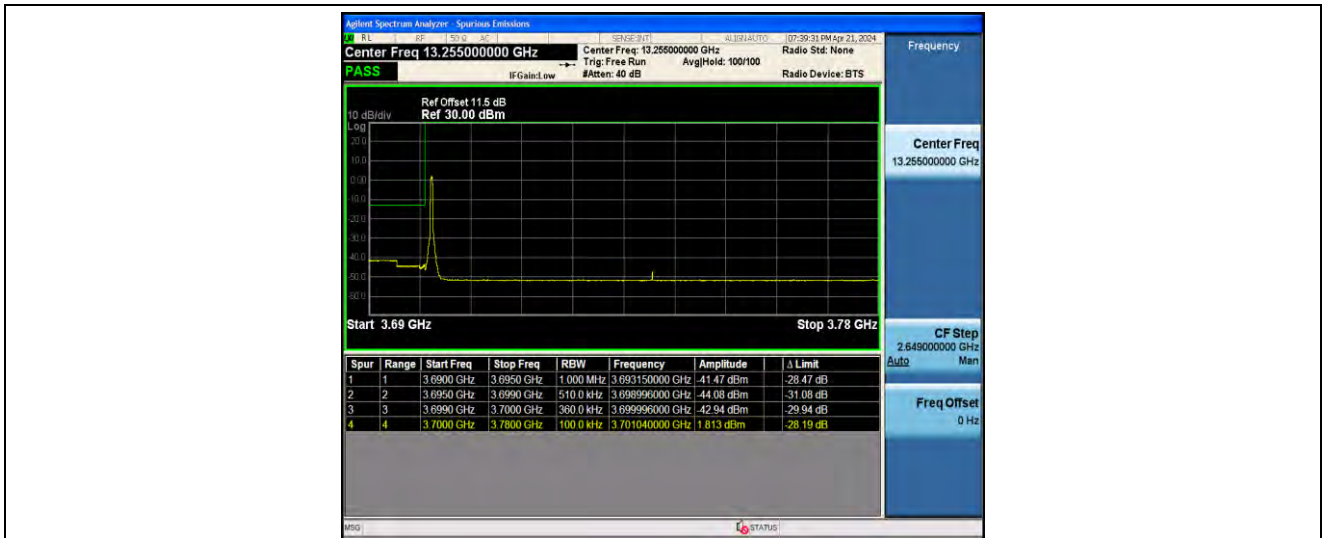 Agilent Spectrum Analyzer - Spurious Emissions
RL RF 50 Ω AC SENSE:INT ALIGN AUTO 07:39:31 PM Apr 21, 2024
Center Freq 13.255000000 GHz Center Freq: 13.255000000 GHz Radio Std: None
Trig: Free Run Avg|Hold: 100/100
PASS IFGain:Low #Atten: 40 dB Radio Device: BTS
Frequency
Ref Offset 11.5 dB
10 dB/div Ref 30.00 dBm
Log
20.0
10.0
0.00
-10.0
-20.0
-30.0
-40.0
-50.0
-60.0
Start 3.69 GHz Stop 3.78 GHz
Center Freq
13.255000000 GHz
CF Step
2.649000000 GHz
Auto Man
Freq Offset
0 Hz
Spur Range Start Freq Stop Freq RBW Frequency Amplitude Δ Limit
1 1 3.6900 GHz 3.6950 GHz 1.000 MHz 3.693150000 GHz -41.47 dBm -28.47 dB
2 2 3.6950 GHz 3.6990 GHz 510.0 kHz 3.698996000 GHz -44.08 dBm -31.08 dB
3 3 3.6990 GHz 3.7000 GHz 360.0 kHz 3.699996000 GHz -42.94 dBm -29.94 dB
4 4 3.7000 GHz 3.7800 GHz 100.0 kHz 3.701040000 GHz 1.813 dBm -28.19 dB
MSG STATUS